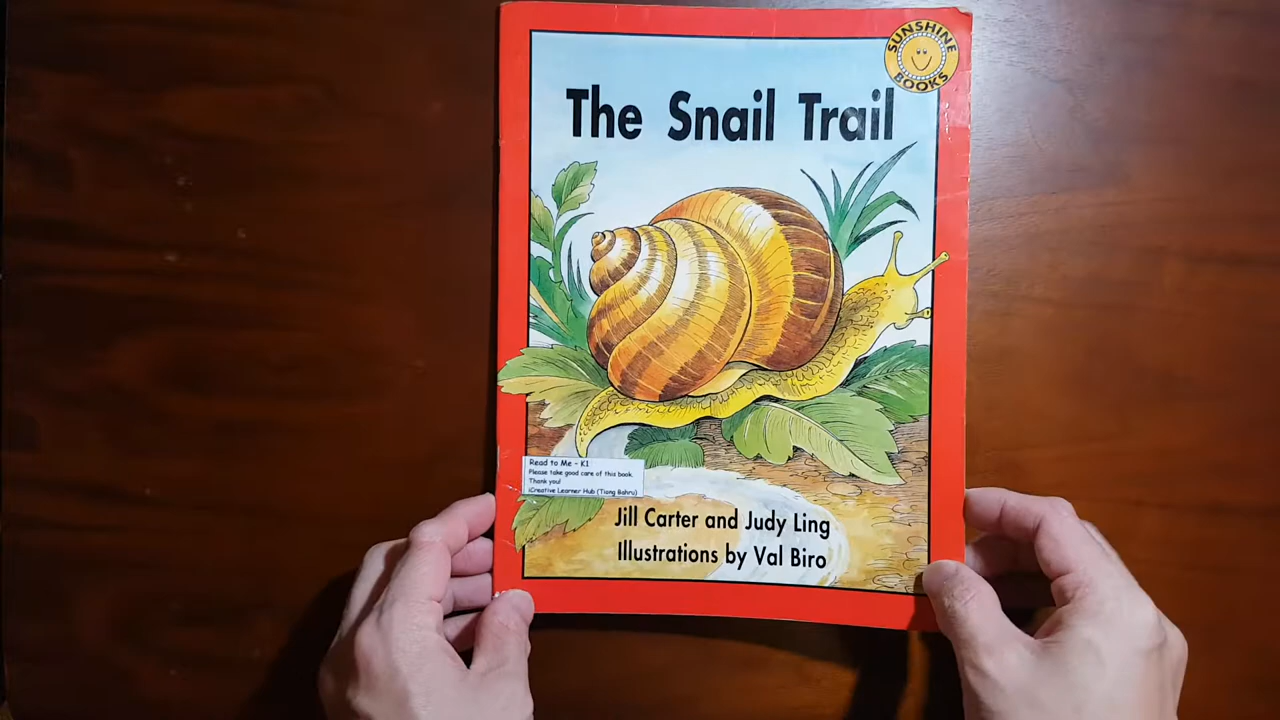 SUNSHINE
BOOKS
The Snail Trail
Read to Me - K1
Please take good care of this book.
Thank you!
iCreative Learner Hub (Tiong Bahru)
Jill Carter and Judy Ling
Illustrations by Val Biro